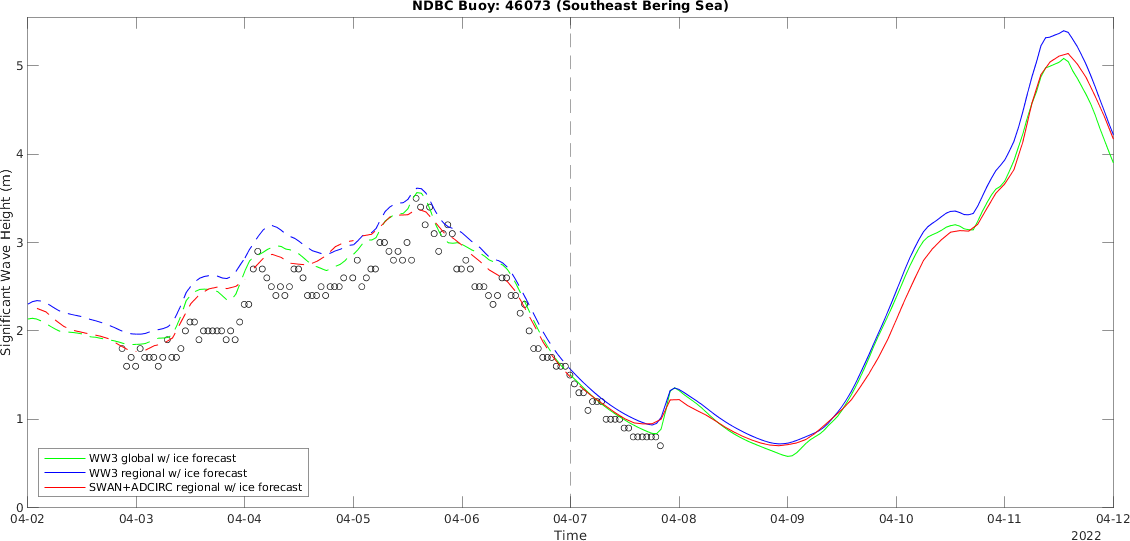 NDBC Buoy: 46073 (Southeast Bering Sea)
Significant Wave Height (m)
5
4
3
2
1
0
WW3 global w/ ice forecast
WW3 regional w/ ice forecast
SWAN+ADCIRC regional w/ ice forecast
04-02 04-03 04-04 04-05 04-06 04-07 04-08 04-09 04-10 04-11 04-12
Time
2022